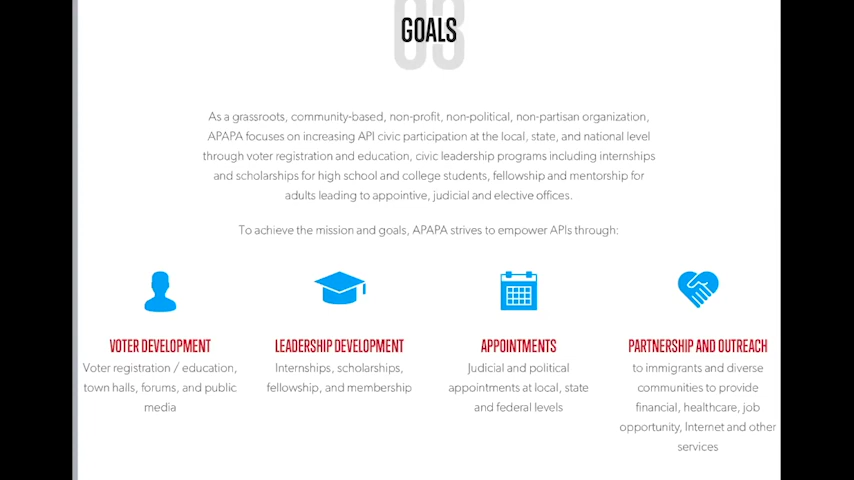 03
GOALS
As a grassroots, community-based, non-profit, non-political, non-partisan organization,
APAPA focuses on increasing API civic participation at the local, state, and national level
through voter registration and education, civic leadership programs including internships
and scholarships for high school and college students, fellowship and mentorship for
adults leading to appointive, judicial and elective offices.
To achieve the mission and goals, APAPA strives to empower APIs through:
VOTER DEVELOPMENT
Voter registration / education,
town halls, forums, and public
media
LEADERSHIP DEVELOPMENT
Internships, scholarships,
fellowship, and membership
APPOINTMENTS
Judicial and political
appointments at local, state
and federal levels
PARTNERSHIP AND OUTREACH
to immigrants and diverse
communities to provide
financial, healthcare, job
opportunity, Internet and other
services